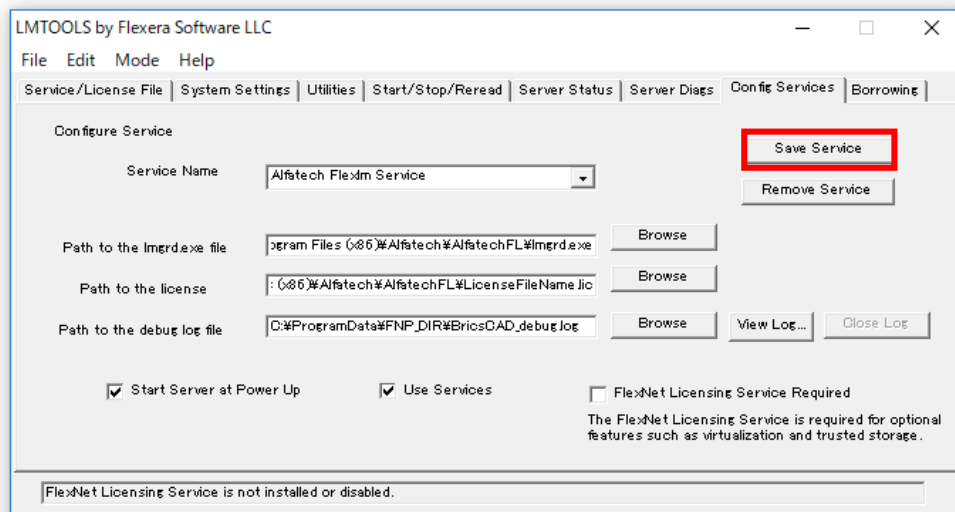 LMTOOLS by Flexera Software LLC
File Edit Mode Help
Service/License File System Settings Utilities Start/Stop/Reread Server Status Server Diags Config Services Borrowing
Configure Service
Save Service
Service Name
Alfatech Flexlm Service
Remove Service
Path to the lmgrd.exe file
ogram Files (x86)¥Alfatech¥AlfatechFL¥lmgrd.exe
Browse
Path to the license
: (x86)¥Alfatech¥AlfatechFL¥LicenseFileName.lic
Browse
Path to the debug log file
C:¥ProgramData¥FNP_DIR¥BricsCAD_debug.log
Browse
View Log...
Close Log
Start Server at Power Up
Use Services
FlexNet Licensing Service Required
The FlexNet Licensing Service is required for optional
features such as virtualization and trusted storage.
FlexNet Licensing Service is not installed or disabled.